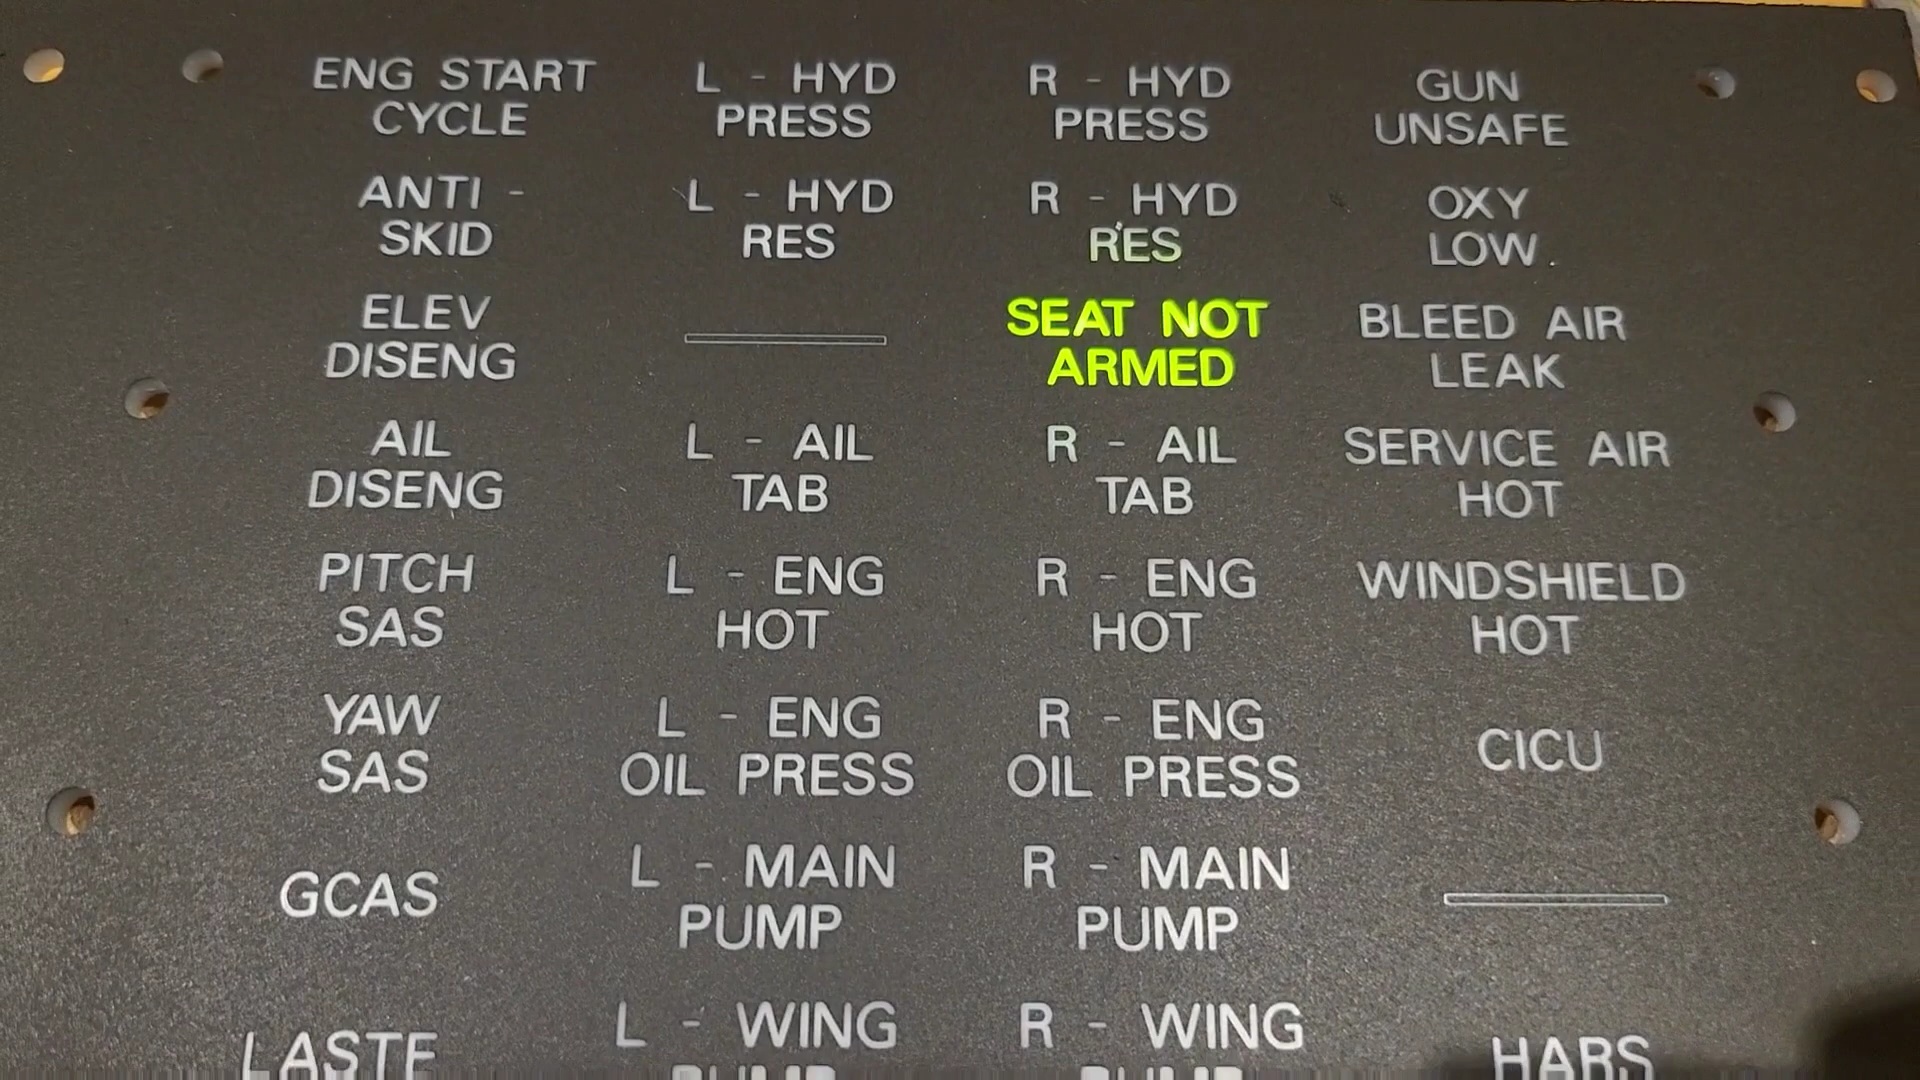 ENG START
CYCLE
L - HYD
PRESS
R - HYD
PRESS
GUN
UNSAFE
ANTI -
SKID
L - HYD
RES
R - HYD
RES
OXY
LOW
ELEV
DISENG
SEAT NOT
ARMED
BLEED AIR
LEAK
AIL
DISENG
L - AIL
TAB
R - AIL
TAB
SERVICE AIR
HOT
PITCH
SAS
L - ENG
HOT
R - ENG
HOT
WINDSHIELD
HOT
YAW
SAS
L - ENG
OIL PRESS
R - ENG
OIL PRESS
CICU
GCAS
L - MAIN
PUMP
R - MAIN
PUMP
LASTE
L - WING
PUMP
R - WING
PUMP
HARS